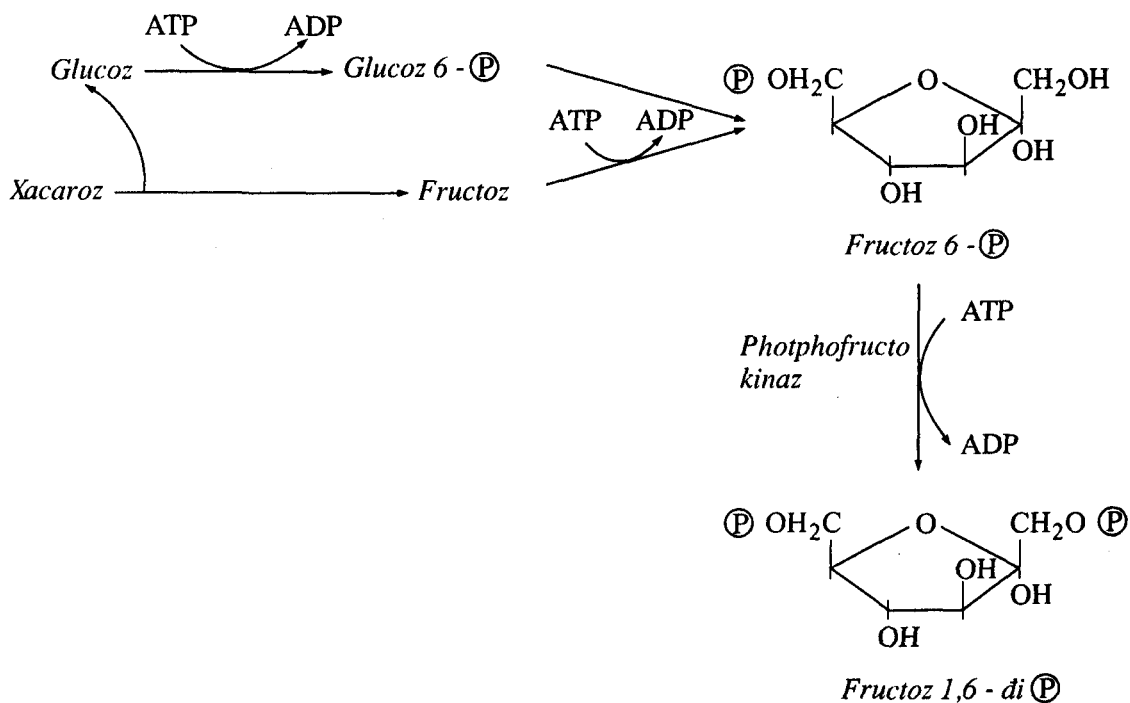 ATP ADP
Glucoz Glucoz 6 - Ⓟ
Ⓟ OH₂C O CH₂OH
ATP ADP
OH
OH
OH
Xacaroz Fructoz
Fructoz 6 - Ⓟ
ATP
Photphofructo
kinaz
ADP
Ⓟ OH₂C O CH₂O Ⓟ
OH
OH
OH
Fructoz 1,6 - đi Ⓟ